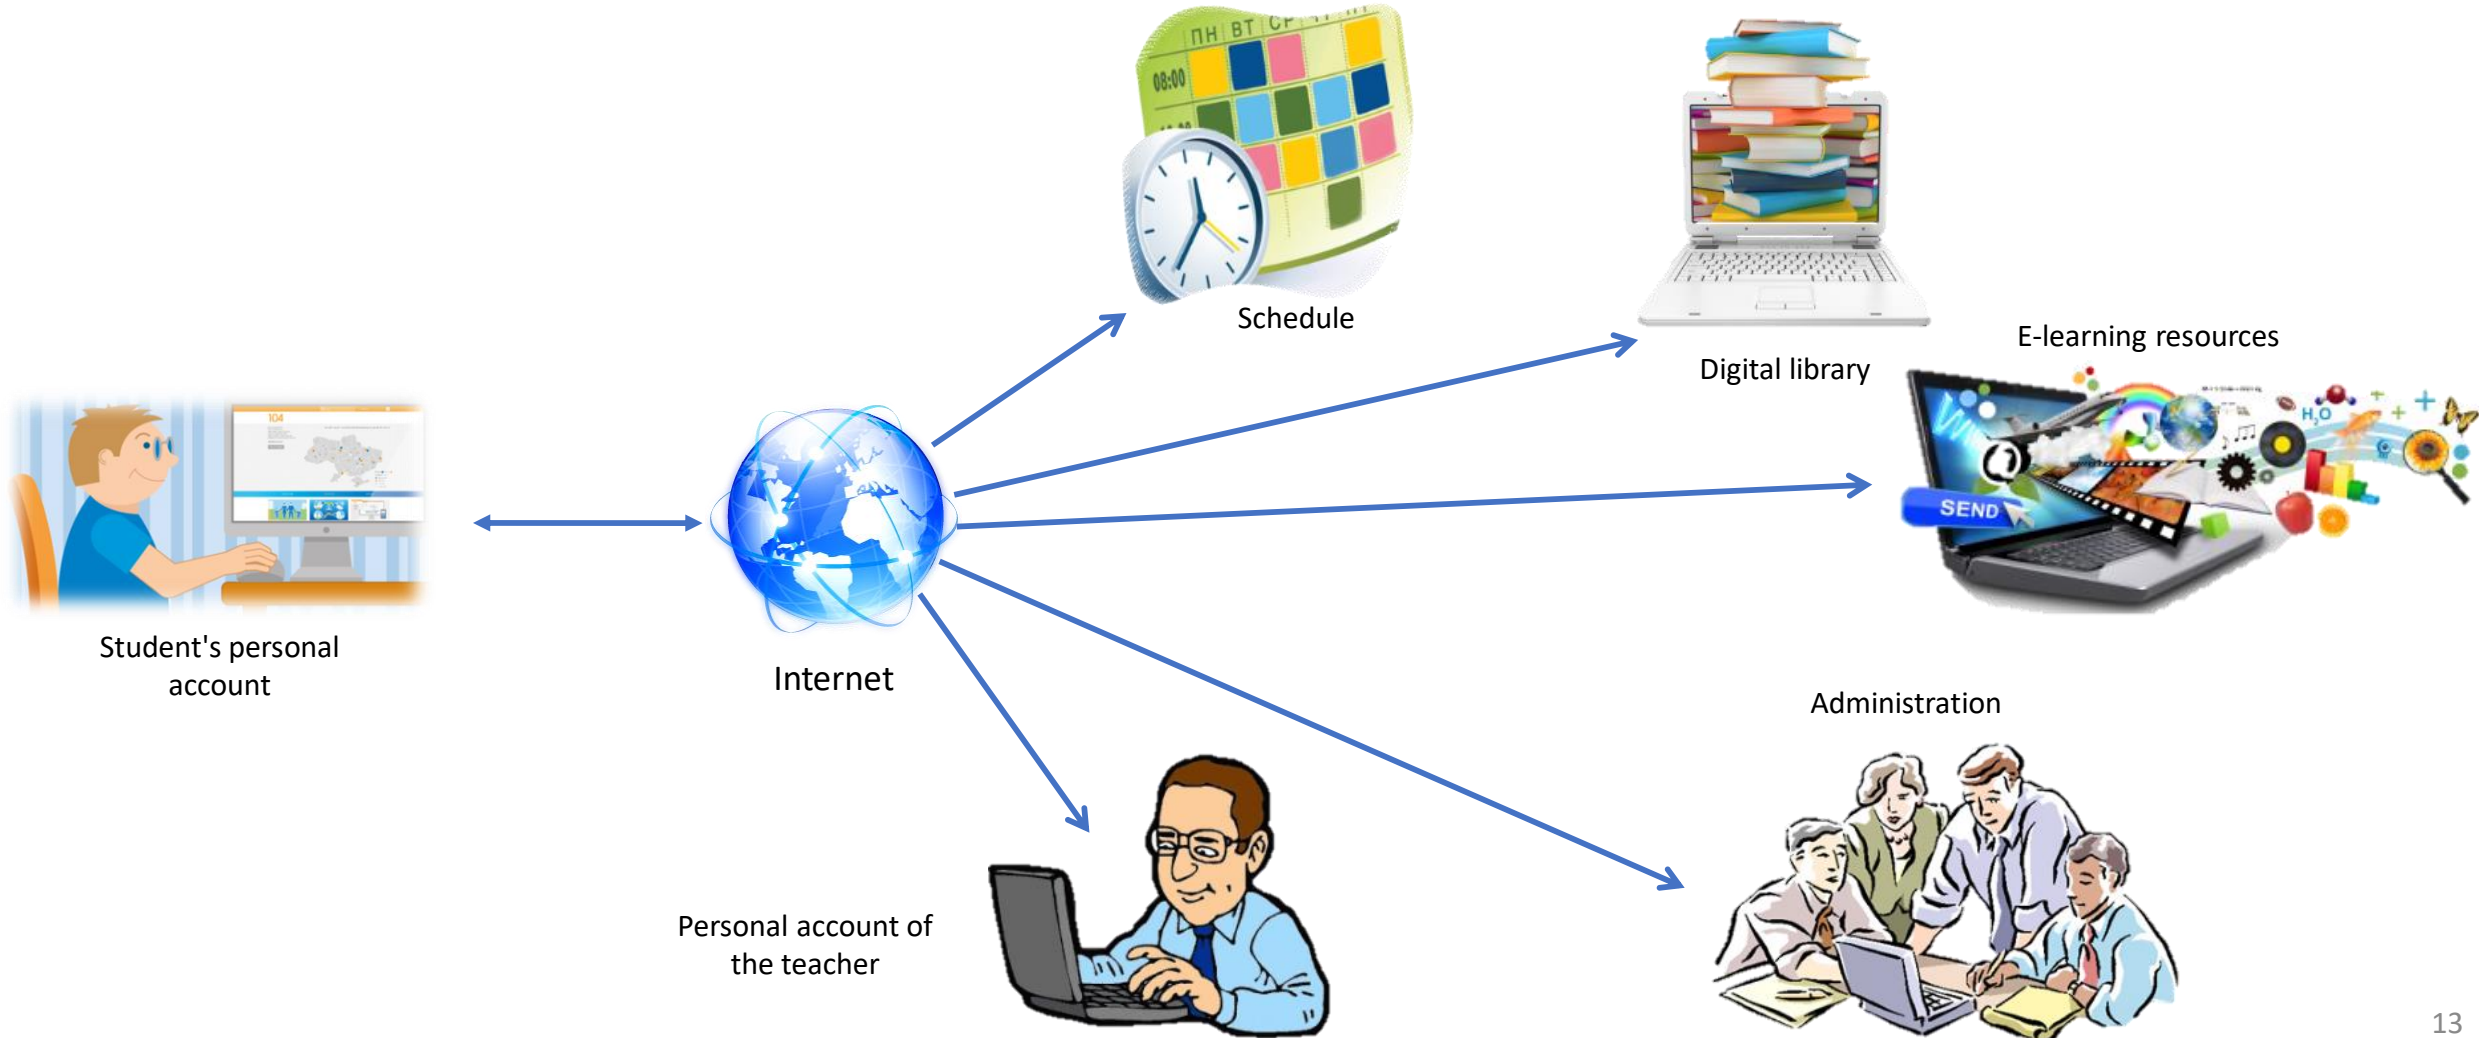 ПН ВТ СР
08:00
Schedule
Digital library
E-learning resources
H2O
SEND
104
Student's personal
account
Internet
Administration
Personal account of
the teacher
13